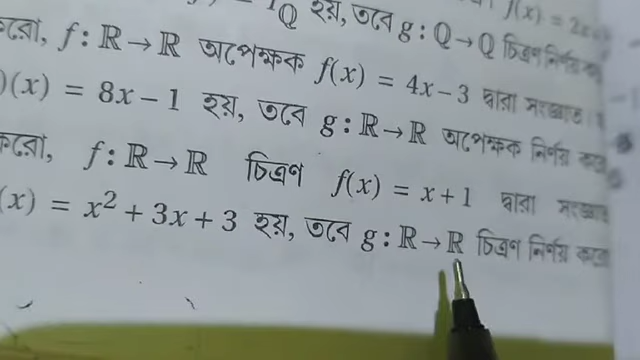 Q হয়, তবে g : Q → Q চিত্রণ নির্ণয়
করো, f : ℝ → ℝ অপেক্ষক f(x) = 4x − 3 দ্বারা সংজ্ঞাত।
)(x) = 8x − 1 হয়, তবে g : ℝ → ℝ অপেক্ষক নির্ণয় করো
করো, f : ℝ → ℝ চিত্রণ f(x) = x + 1 দ্বারা সংজ্ঞাত
(x) = x² + 3x + 3 হয়, তবে g : ℝ → ℝ চিত্রণ নির্ণয় করো